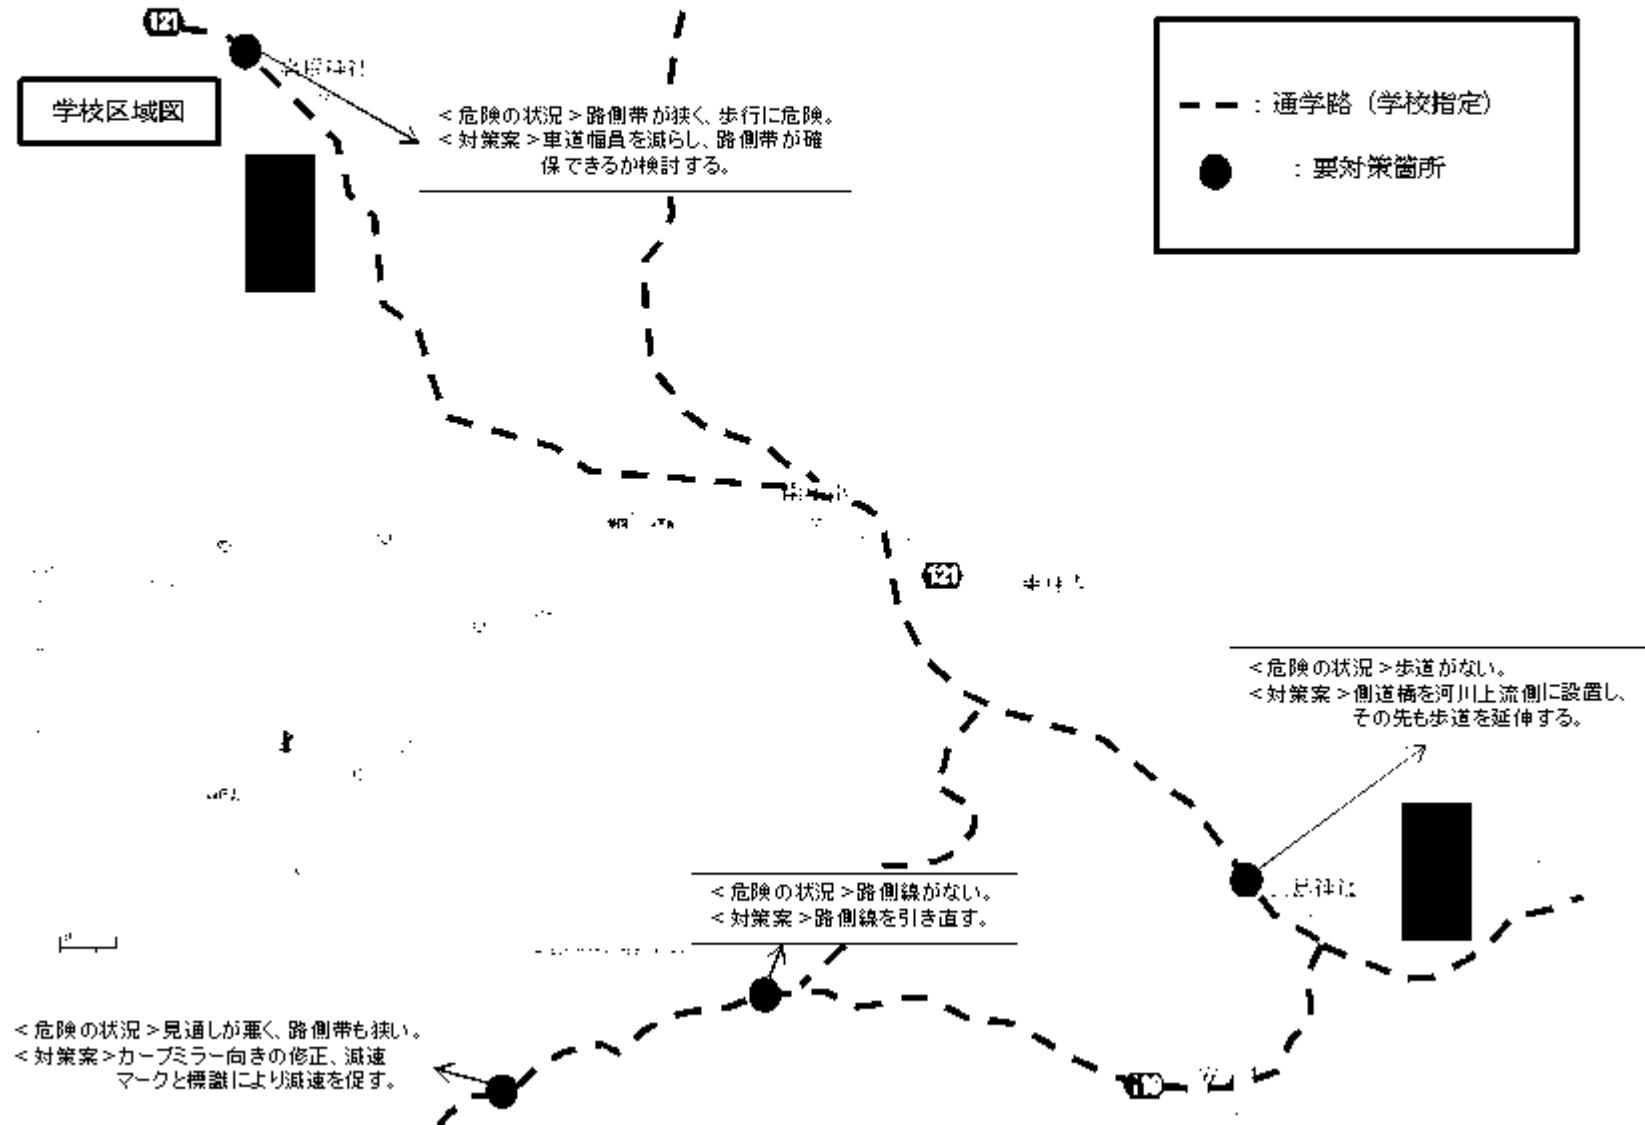 121
学校区域図
<危険の状況>路側帯が狭く、歩行に危険。
<対策案>車道幅員を減らし、路側帯が確
保できるか検討する。
:通学路(学校指定)
:要対策箇所
121
<危険の状況>歩道がない。
<対策案>側道橋を河川上流側に設置し、
その先も歩道を延伸する。
<危険の状況>路側線がない。
<対策案>路側線を引き直す。
<危険の状況>見通しが悪く、路側帯も狭い。
<対策案>カーブミラー向きの修正、減速
マークと標識により減速を促す。